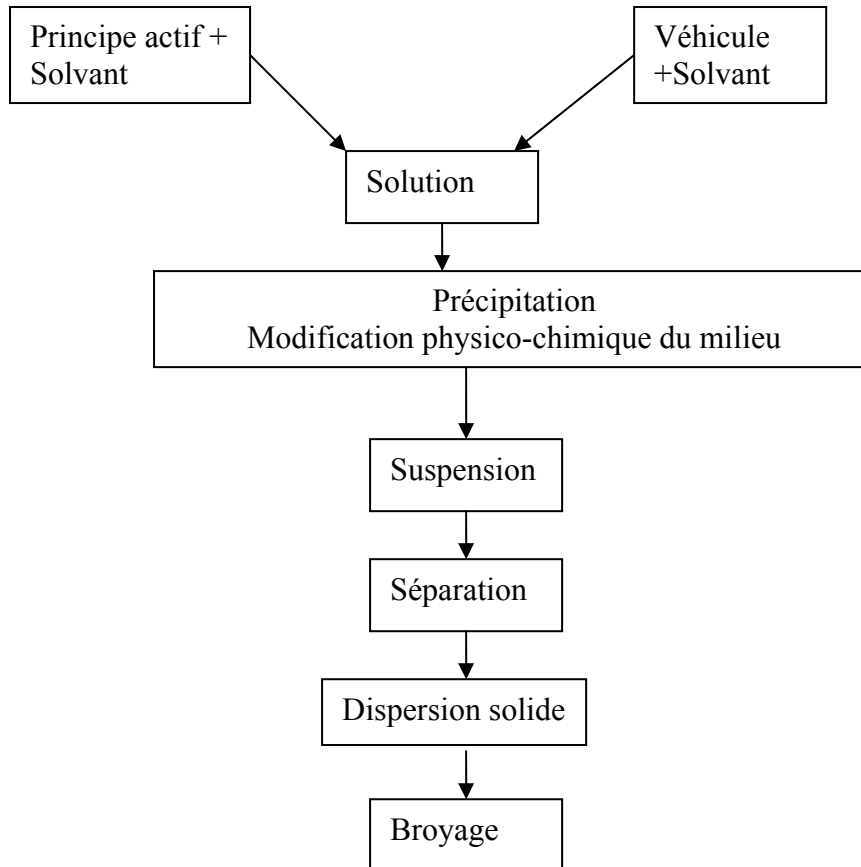 Principe actif +
Solvant
Véhicule
+Solvant
Solution
Précipitation
Modification physico-chimique du milieu
Suspension
Séparation
Dispersion solide
Broyage